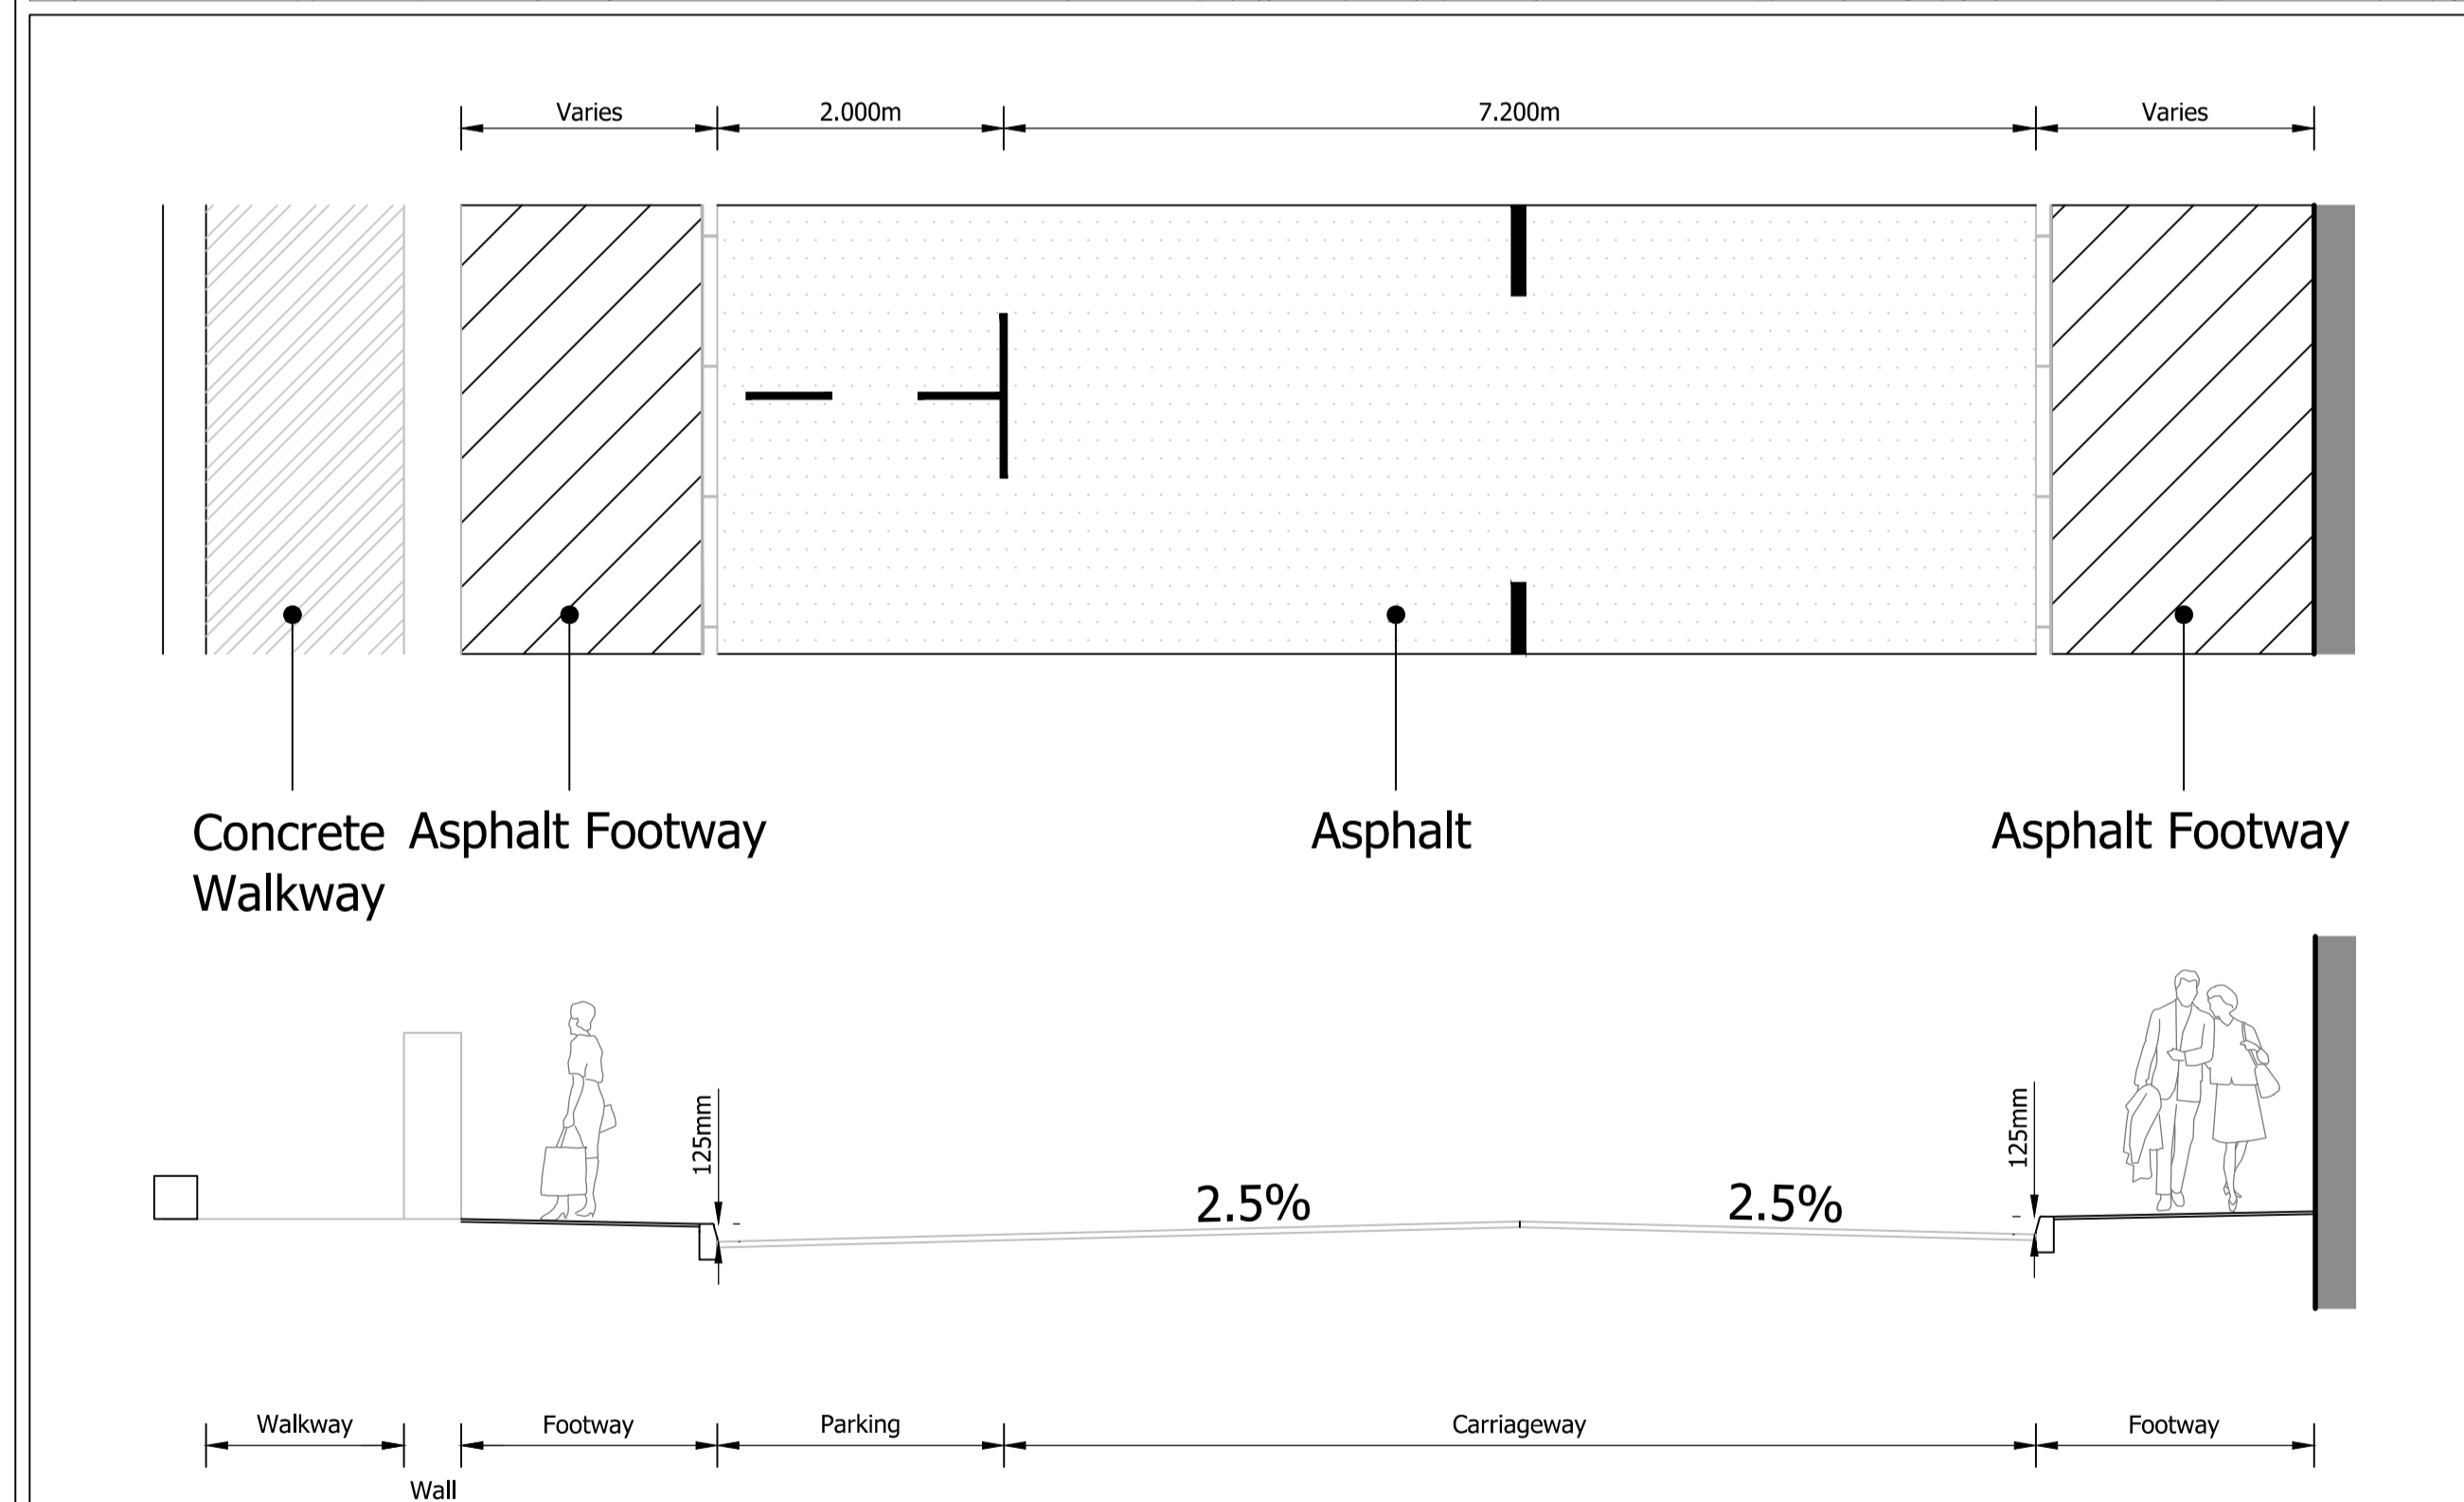 Varies
2.000m
7.200m
Varies
Concrete
Walkway
Asphalt Footway
Asphalt
Asphalt Footway
125mm
2.5%
2.5%
125mm
Walkway
Footway
Parking
Carriageway
Footway
Wall